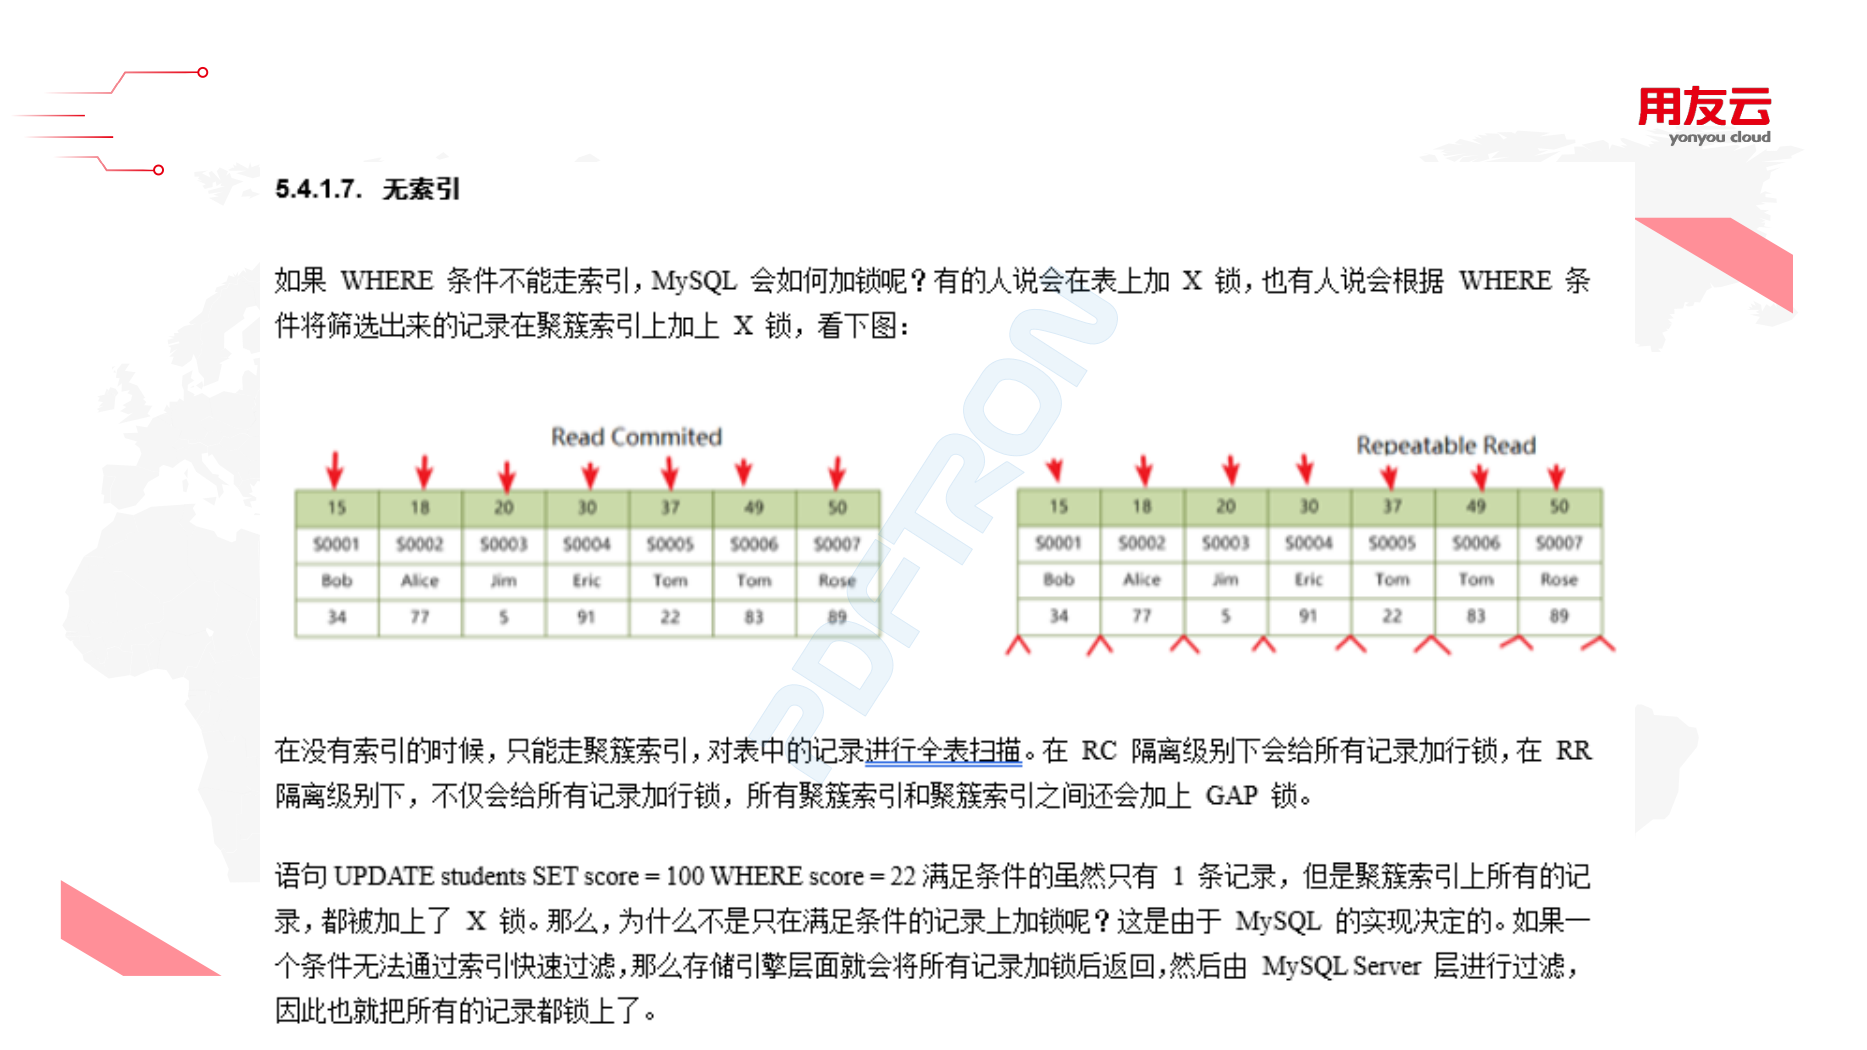 用友云
yonyou cloud
5.4.1.7. 无索引
如果 WHERE 条件不能走索引，MySQL 会如何加锁呢？有的人说会在表上加 X 锁，也有人说会根据 WHERE 条
件将筛选出来的记录在聚簇索引上加上 X 锁，看下图：
Read Commited
15 18 20 30 37 49 50
S0001 S0002 S0003 S0004 S0005 S0006 S0007
Bob Alice Jim Eric Tom Tom Rose
34 77 5 91 22 83 89
Repeatable Read
15 18 20 30 37 49 50
S0001 S0002 S0003 S0004 S0005 S0006 S0007
Bob Alice Jim Eric Tom Tom Rose
34 77 5 91 22 83 89
PDFTRON
在没有索引的时候，只能走聚簇索引，对表中的记录进行全表扫描。在 RC 隔离级别下会给所有记录加行锁，在 RR
隔离级别下，不仅会给所有记录加行锁，所有聚簇索引和聚簇索引之间还会加上 GAP 锁。
语句 UPDATE students SET score = 100 WHERE score = 22 满足条件的虽然只有 1 条记录，但是聚簇索引上所有的记
录，都被加上了 X 锁。那么，为什么不是只在满足条件的记录上加锁呢？这是由于 MySQL 的实现决定的。如果一
个条件无法通过索引快速过滤，那么存储引擎层面就会将所有记录加锁后返回，然后由 MySQL Server 层进行过滤，
因此也就把所有的记录都锁上了。